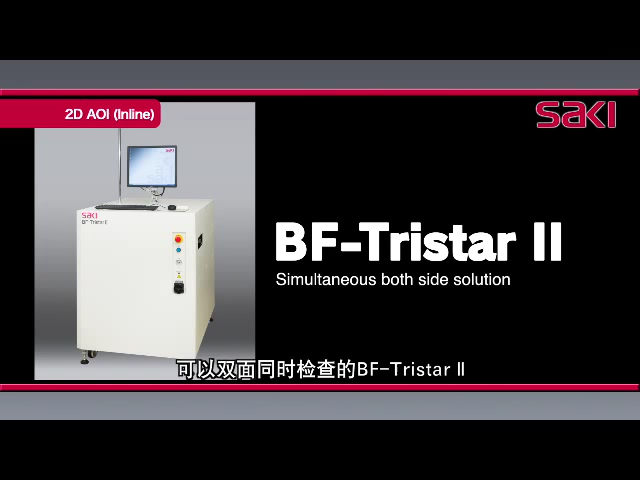 2D AOI (Inline)
saki
saki
saki
BF-Tristar II
BF-Tristar II
Simultaneous both side solution
可以双面同时检查的BF-Tristar II